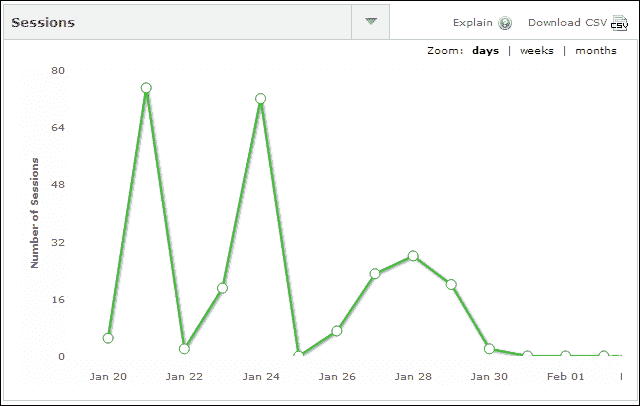 Sessions
Explain Download CSV CSV
Zoom: days | weeks | months
80
64
48
32
16
0
Number of Sessions
Jan 20 Jan 22 Jan 24 Jan 26 Jan 28 Jan 30 Feb 01